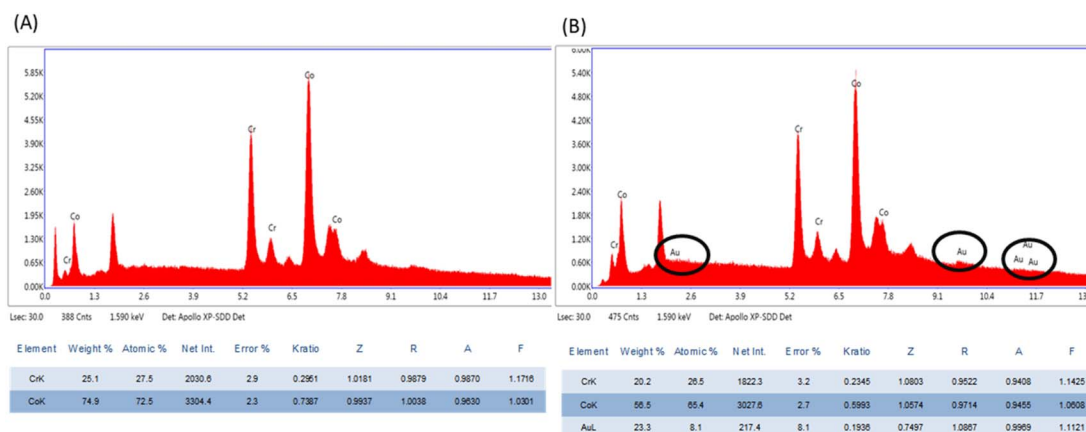 (A)
(B)
5.85K
5.20K
4.55K
3.90K
3.25K
2.60K
1.95K
1.30K
0.65K
0.00K
Co
Cr
Co
Cr
Cr
Co
0.0 1.3 2.6 3.9 5.2 6.5 7.8 9.1 10.4 11.7 13.0
Lsec: 30.0 388 Cnts 1.590 keV Det: Apollo XP-SDD Det
Element Weight % Atomic % Net Int. Error % Kratio Z R A F
CrK 25.1 27.5 2030.6 2.9 0.2951 1.0181 0.9879 0.9870 1.1716
CoK 74.9 72.5 3304.4 2.3 0.7387 0.9937 1.0038 0.9630 1.0301
6.00K
5.40K
4.80K
4.20K
3.60K
3.00K
2.40K
1.80K
1.20K
0.60K
0.00K
Co
Cr
Co
Cr
Co
Cr
Au
Au
Au
Au Au
0.0 1.3 2.6 3.9 5.2 6.5 7.8 9.1 10.4 11.7
Lsec: 30.0 475 Cnts 1.590 keV Det: Apollo XP-SDD Det
Element Weight % Atomic % Net Int. Error % Kratio Z R A F
CrK 20.2 26.5 1822.3 3.2 0.2345 1.0803 0.9522 0.9408 1.1425
CoK 56.5 65.4 3027.6 2.7 0.5993 1.0574 0.9714 0.9455 1.0608
AuL 23.3 8.1 217.4 8.1 0.1936 0.7497 1.0867 0.9969 1.1121